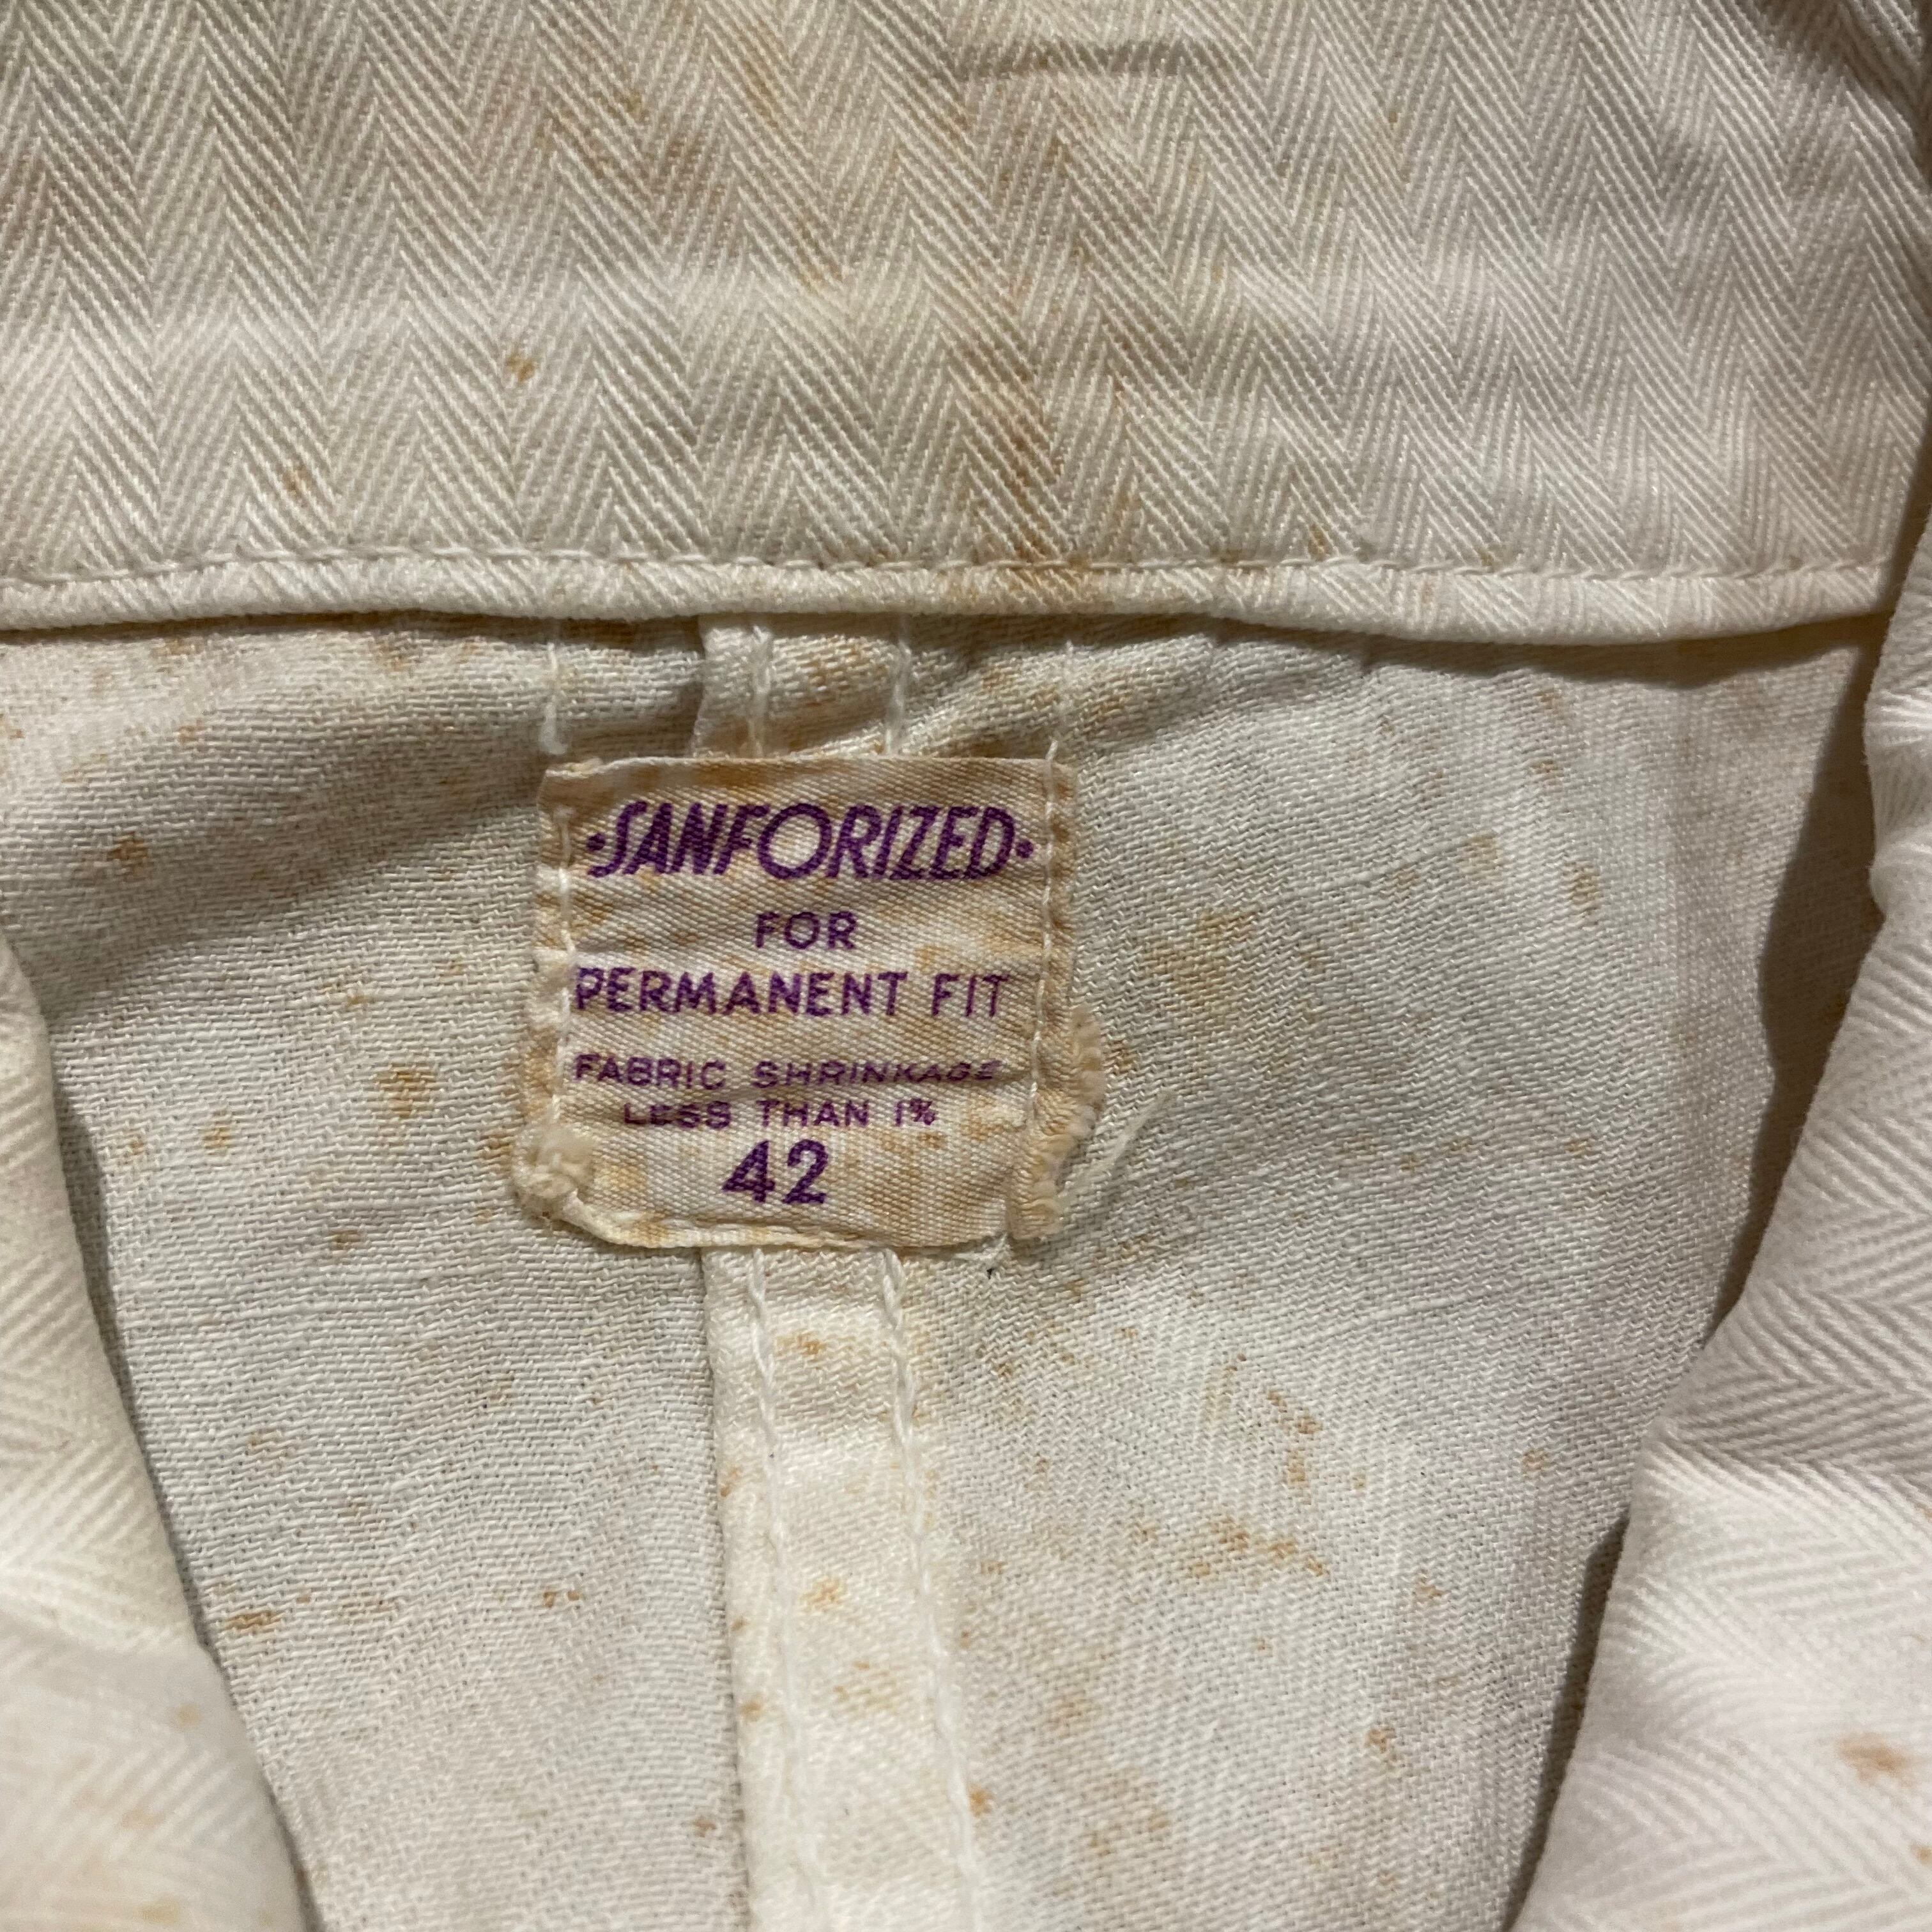 ·SANFORIZED·
FOR
PERMANENT FIT
FABRIC SHRINKAGE
LESS THAN 1%
42